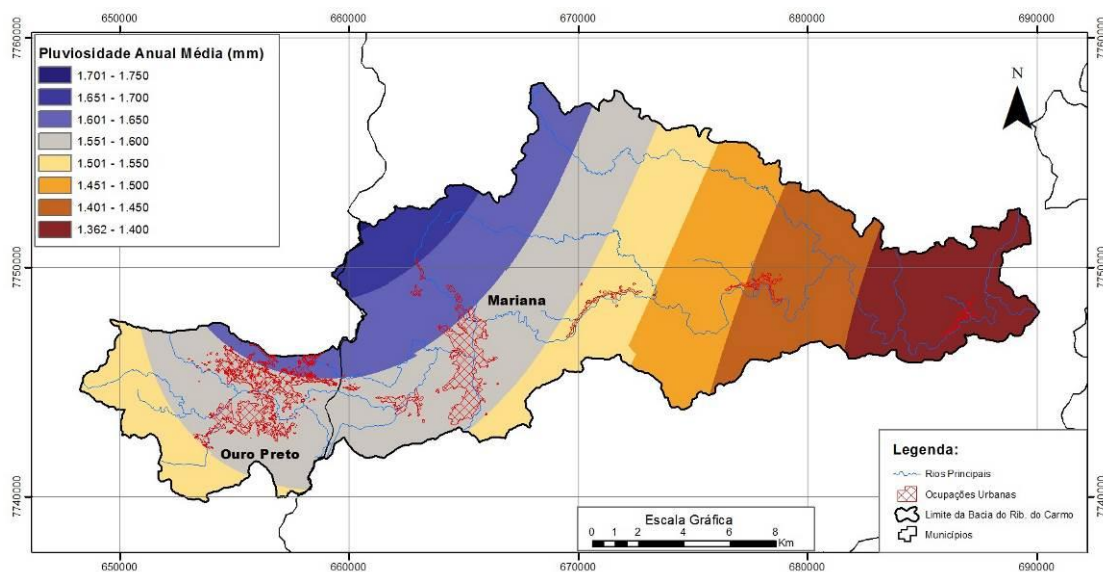 650000 660000 670000 680000 690000
7760000 7760000
Pluviosidade Anual Média (mm)
1.701 - 1.750
1.651 - 1.700
1.601 - 1.650
1.551 - 1.600
1.501 - 1.550
1.451 - 1.500
1.401 - 1.450
1.362 - 1.400
N
7750000 7750000
Mariana
Ouro Preto
Legenda:
Rios Principais
Ocupações Urbanas
Limite da Bacia do Rib. do Carmo
Municípios
7740000 7740000
Escala Gráfica
0 1 2 4 6 8
Km
650000 660000 670000 680000 690000